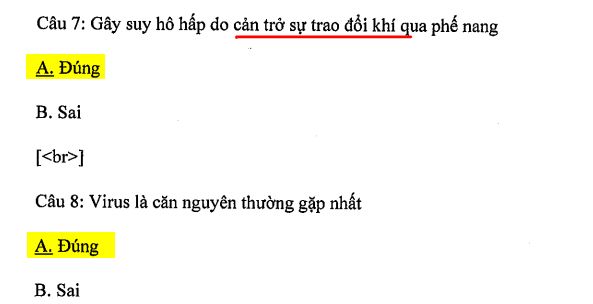 Câu 7: Gây suy hô hấp do cản trở sự trao đổi khí qua phế nang
A. Đúng
B. Sai
[<br>]
Câu 8: Virus là căn nguyên thường gặp nhất
A. Đúng
B. Sai